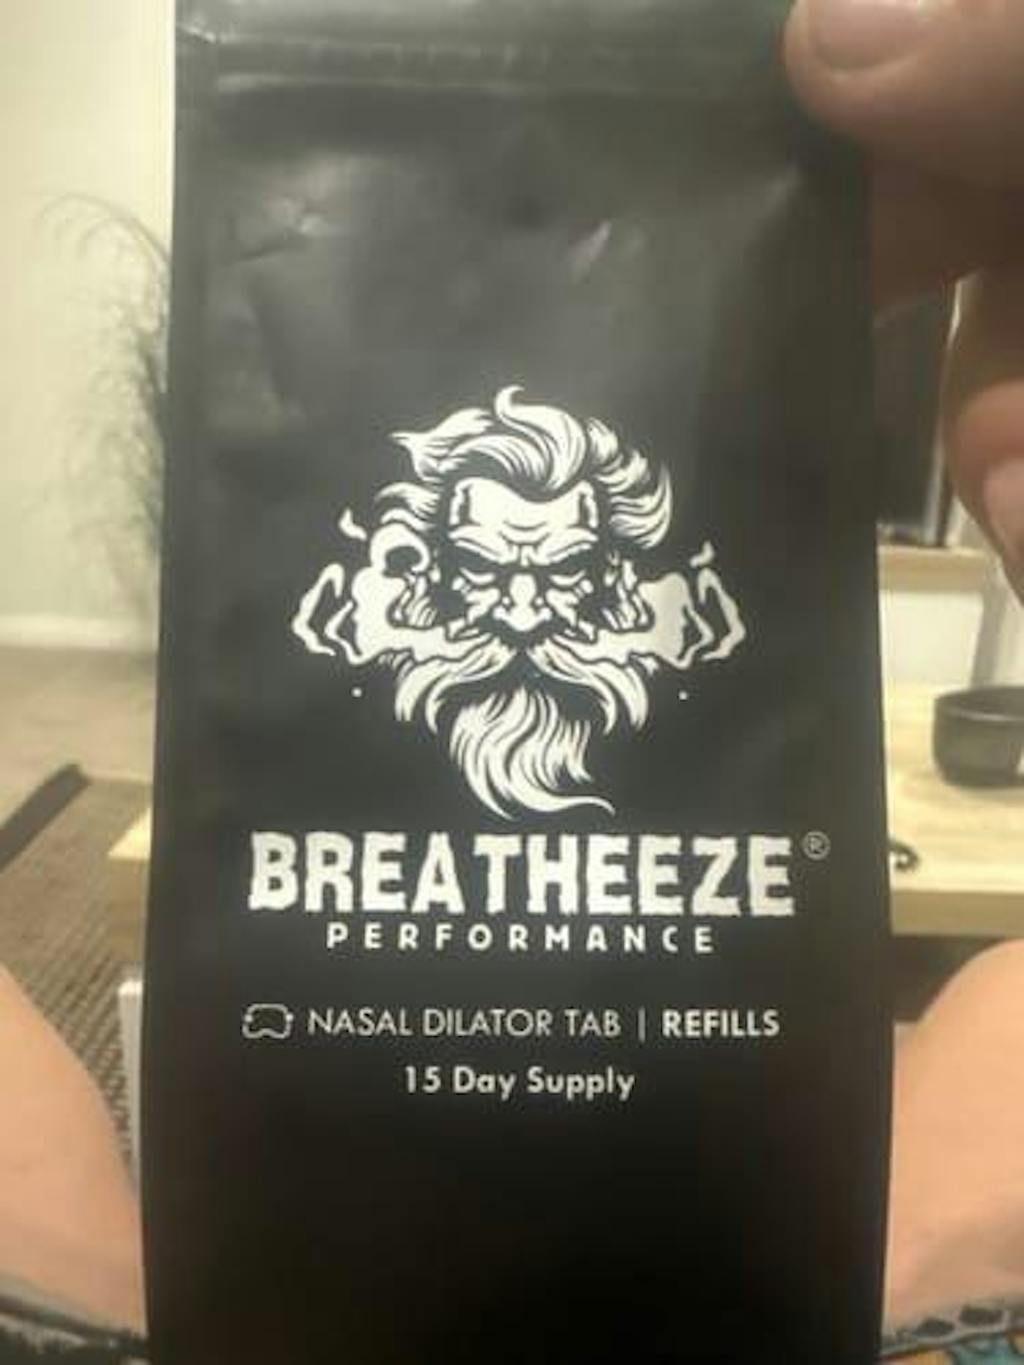 BREATHEEZE®
PERFORMANCE
NASAL DILATOR TAB | REFILLS
15 Day Supply